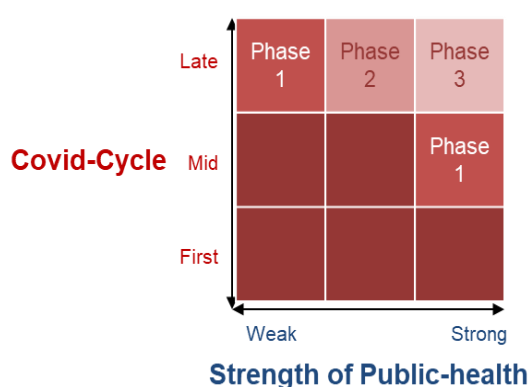 Late
Phase 1
Phase 2
Phase 3
Covid-Cycle
Mid
Phase 1
First
Weak
Strong
Strength of Public-health